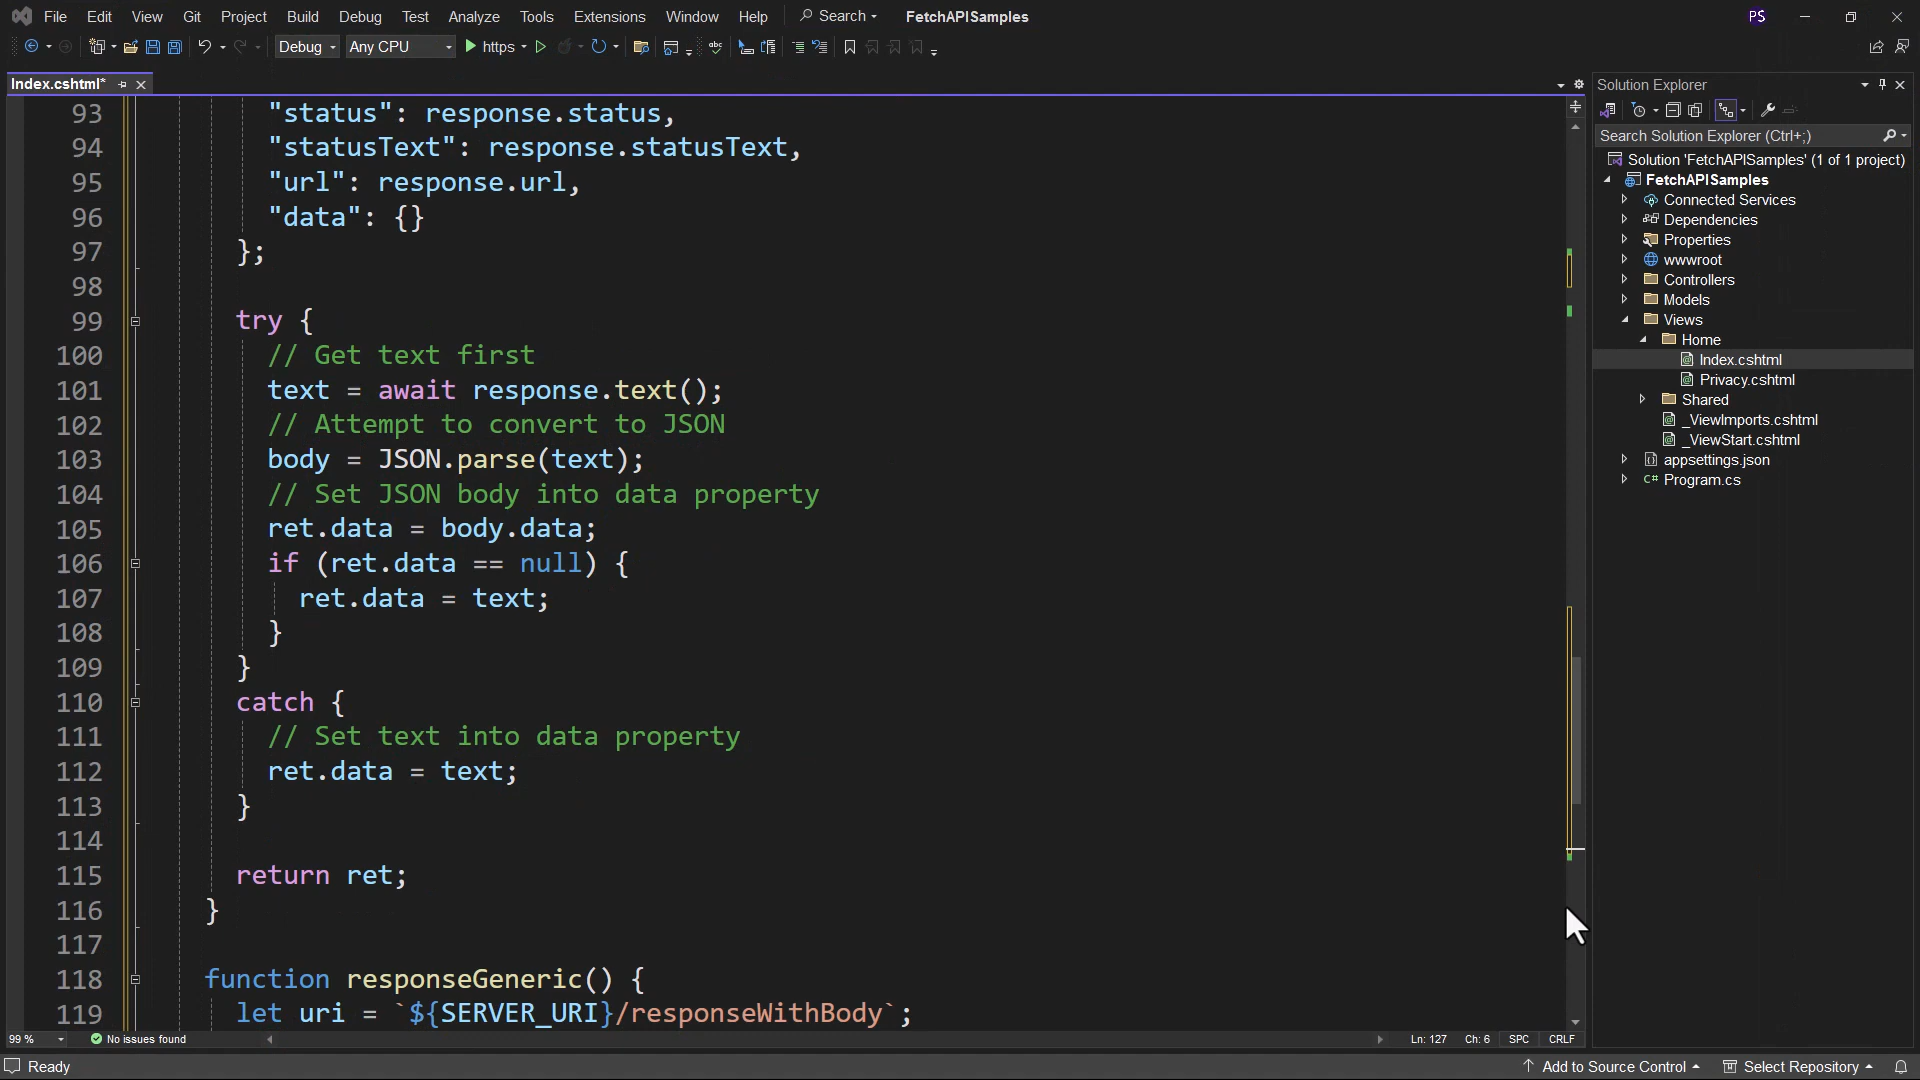 File Edit View Git Project Build Debug Test Analyze Tools Extensions Window Help Search FetchAPISamples PS
Debug Any CPU https
Index.cshtml*
93 "status": response.status,
94 "statusText": response.statusText,
95 "url": response.url,
96 "data": {}
97 };
98
99 try {
100 // Get text first
101 text = await response.text();
102 // Attempt to convert to JSON
103 body = JSON.parse(text);
104 // Set JSON body into data property
105 ret.data = body.data;
106 if (ret.data == null) {
107 ret.data = text;
108 }
109 }
110 catch {
111 // Set text into data property
112 ret.data = text;
113 }
114
115 return ret;
116 }
117
118 function responseGeneric() {
119 let uri = `${SERVER_URI}/responseWithBody`;
99 % No issues found Ln: 127 Ch: 6 SPC CRLF
Solution Explorer
Search Solution Explorer (Ctrl+;)
Solution 'FetchAPISamples' (1 of 1 project)
FetchAPISamples
Connected Services
Dependencies
Properties
wwwroot
Controllers
Models
Views
Home
Index.cshtml
Privacy.cshtml
Shared
_ViewImports.cshtml
_ViewStart.cshtml
appsettings.json
C# Program.cs
Ready Add to Source Control Select Repository